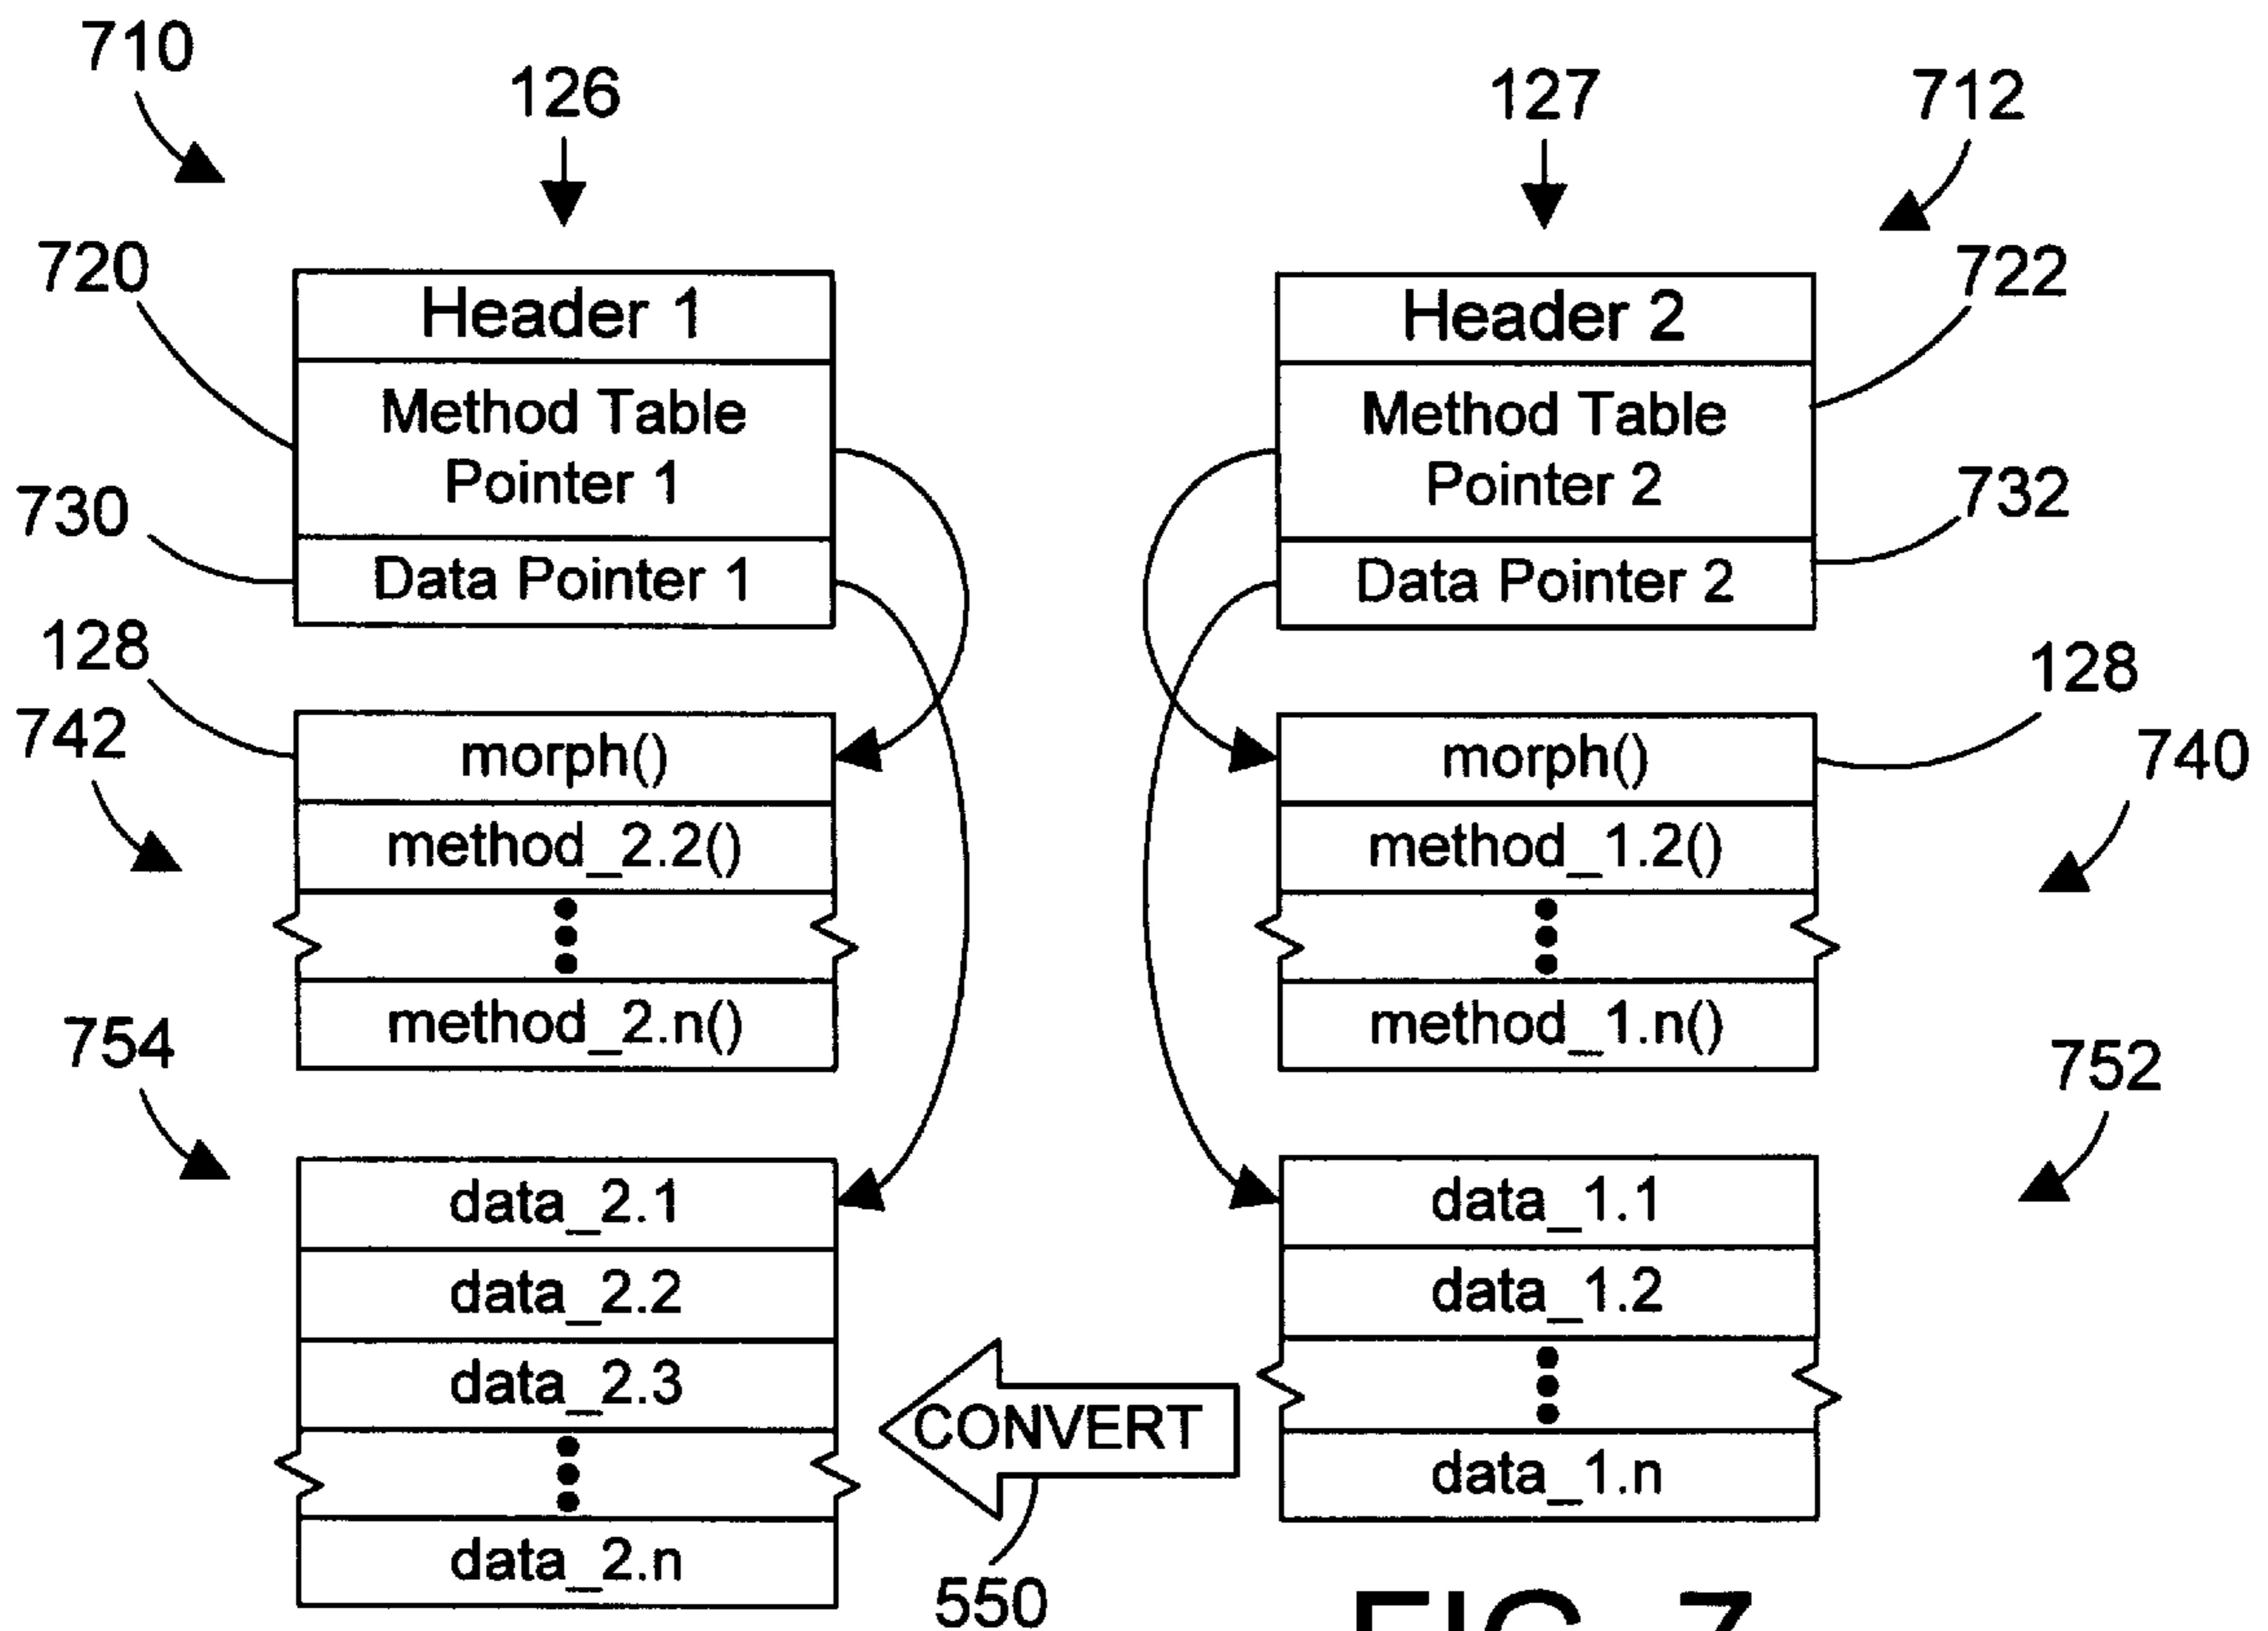 710
126
127
712
720
722
Header 1
Header 2
Method Table
Pointer 1
Method Table
Pointer 2
730
732
Data Pointer 1
Data Pointer 2
128
128
742
740
morph()
morph()
method_2.2()
method_1.2()
method_2.n()
method_1.n()
754
752
data_2.1
data_1.1
data_2.2
data_1.2
data_2.3
CONVERT
data_1.n
data_2.n
550
FIG. 7